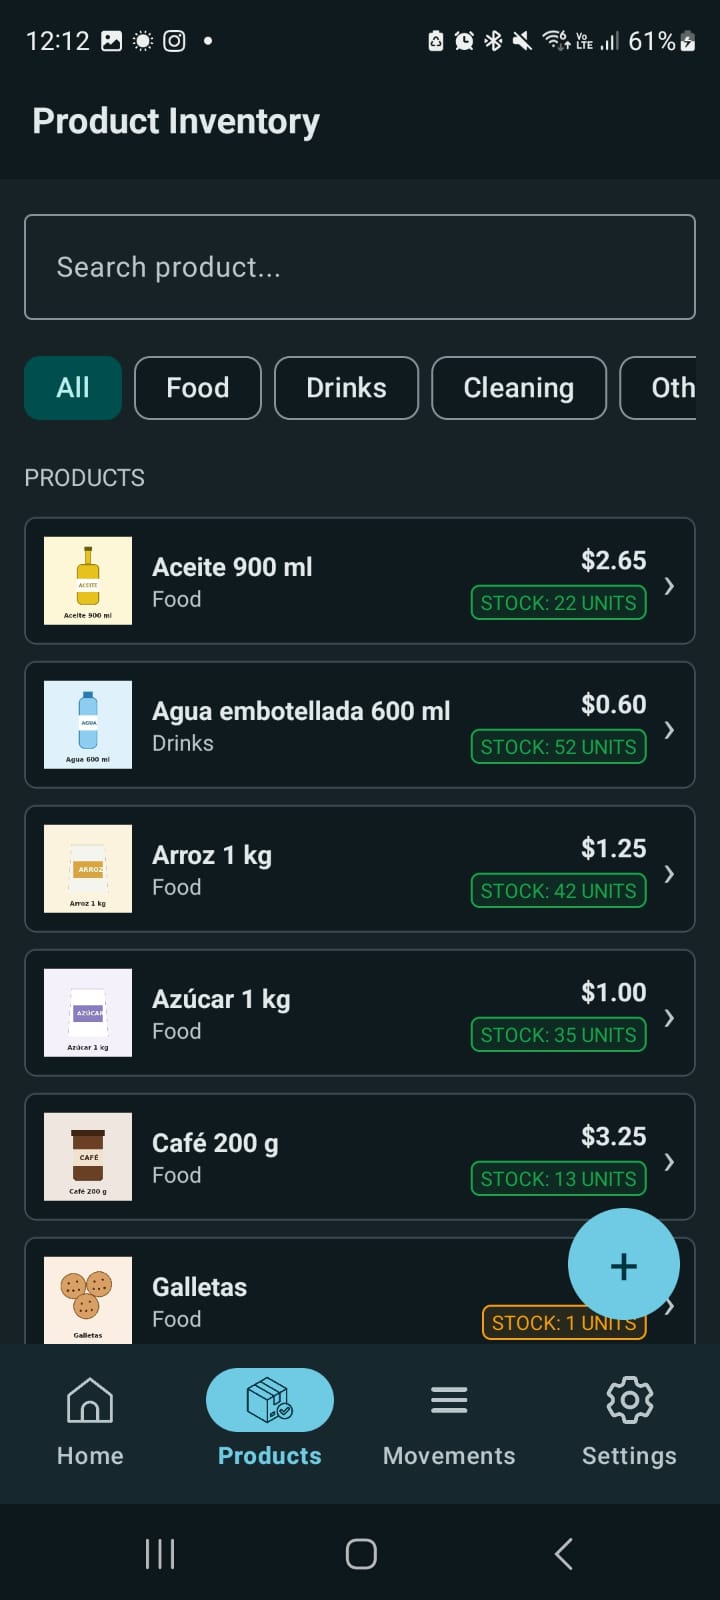 12:12 61%
Product Inventory
Search product...
All Food Drinks Cleaning Oth
PRODUCTS
ACEITE
Aceite 900 ml
Aceite 900 ml
Food
$2.65
STOCK: 22 UNITS
AGUA
Agua 600 ml
Agua embotellada 600 ml
Drinks
$0.60
STOCK: 52 UNITS
ARROZ
Arroz 1 kg
Arroz 1 kg
Food
$1.25
STOCK: 42 UNITS
AZÚCAR
Azúcar 1 kg
Azúcar 1 kg
Food
$1.00
STOCK: 35 UNITS
CAFÉ
Café 200 g
Café 200 g
Food
$3.25
STOCK: 13 UNITS
Galletas
Galletas
Food
STOCK: 1 UNITS
Home Products Movements Settings